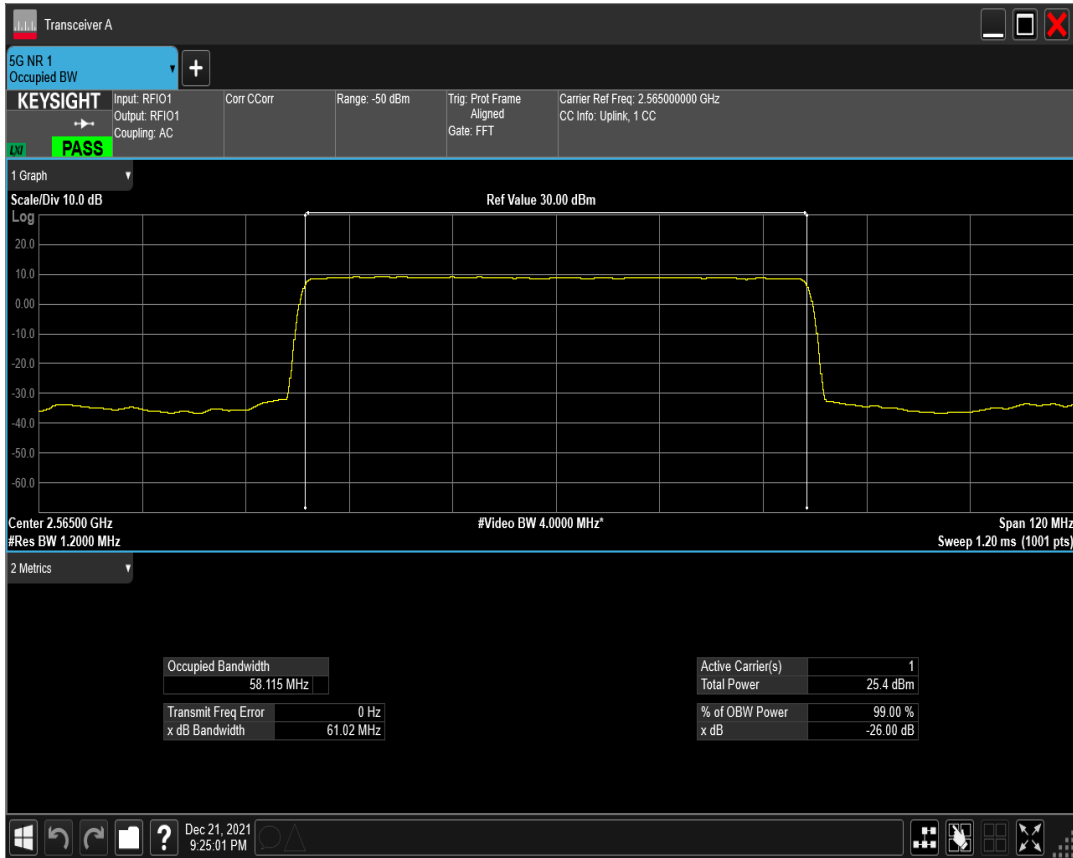 Transceiver A
5G NR 1
Occupied BW
+
KEYSIGHT
LXI
PASS
Input: RFIO1
Output: RFIO1
Coupling: AC
Corr CCorr
Range: -50 dBm
Trig: Prot Frame
Aligned
Gate: FFT
Carrier Ref Freq: 2.565000000 GHz
CC Info: Uplink, 1 CC
1 Graph
Scale/Div 10.0 dB
Ref Value 30.00 dBm
Log
20.0
10.0
0.00
-10.0
-20.0
-30.0
-40.0
-50.0
-60.0
Center 2.56500 GHz
#Video BW 4.0000 MHz*
Span 120 MHz
#Res BW 1.2000 MHz
Sweep 1.20 ms (1001 pts)
2 Metrics
Occupied Bandwidth
58.115 MHz
Transmit Freq Error 0 Hz
x dB Bandwidth 61.02 MHz
Active Carrier(s) 1
Total Power 25.4 dBm
% of OBW Power 99.00 %
x dB -26.00 dB
?
Dec 21, 2021
9:25:01 PM